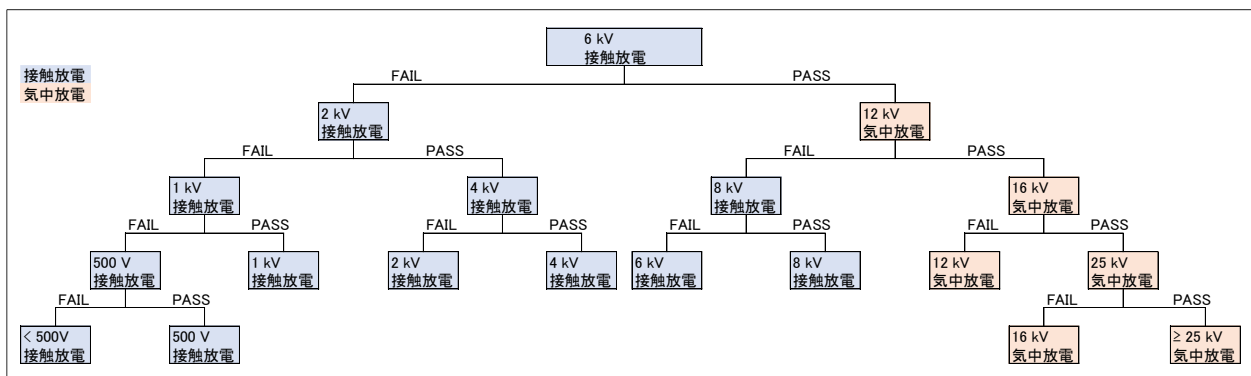 6 kV
接触放電
接触放電
気中放電
FAIL
PASS
2 kV
接触放電
12 kV
気中放電
FAIL
PASS
FAIL
PASS
1 kV
接触放電
4 kV
接触放電
8 kV
接触放電
16 kV
気中放電
FAIL
PASS
FAIL
PASS
FAIL
PASS
FAIL
PASS
500 V
接触放電
1 kV
接触放電
2 kV
接触放電
4 kV
接触放電
6 kV
接触放電
8 kV
接触放電
12 kV
気中放電
25 kV
気中放電
FAIL
PASS
FAIL
PASS
< 500V
接触放電
500 V
接触放電
16 kV
気中放電
≥ 25 kV
気中放電